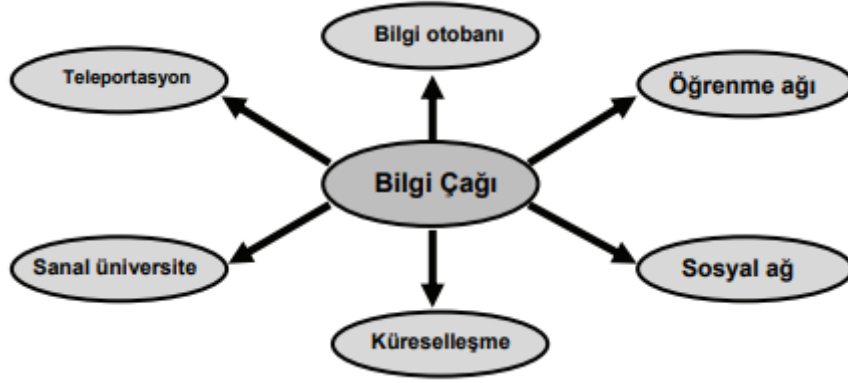 Bilgi otobanı
Teleportasyon
Öğrenme ağı
Bilgi Çağı
Sanal üniversite
Sosyal ağ
Küreselleşme